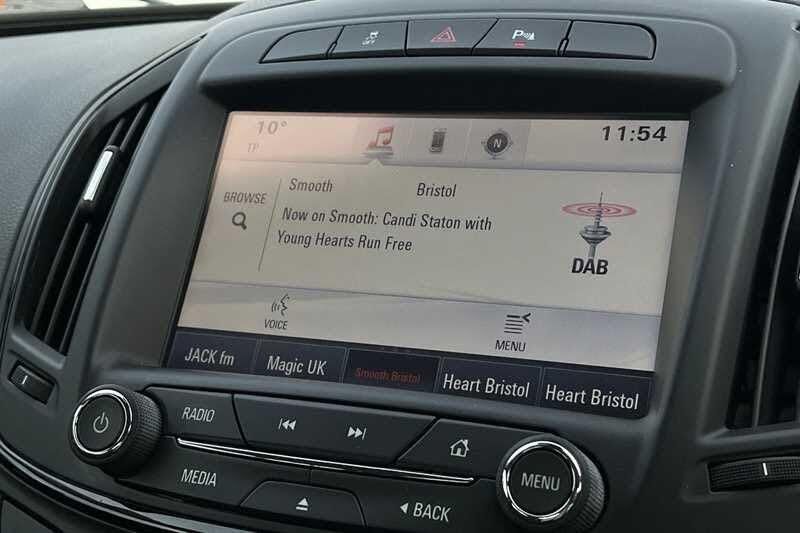 OFF
P
10°
TP
N
11:54
BROWSE
Smooth Bristol
Now on Smooth: Candi Staton with
Young Hearts Run Free
DAB
VOICE
MENU
JACK fm
Magic UK
Smooth Bristol
Heart Bristol
Heart Bristol
RADIO
MEDIA
MENU
BACK